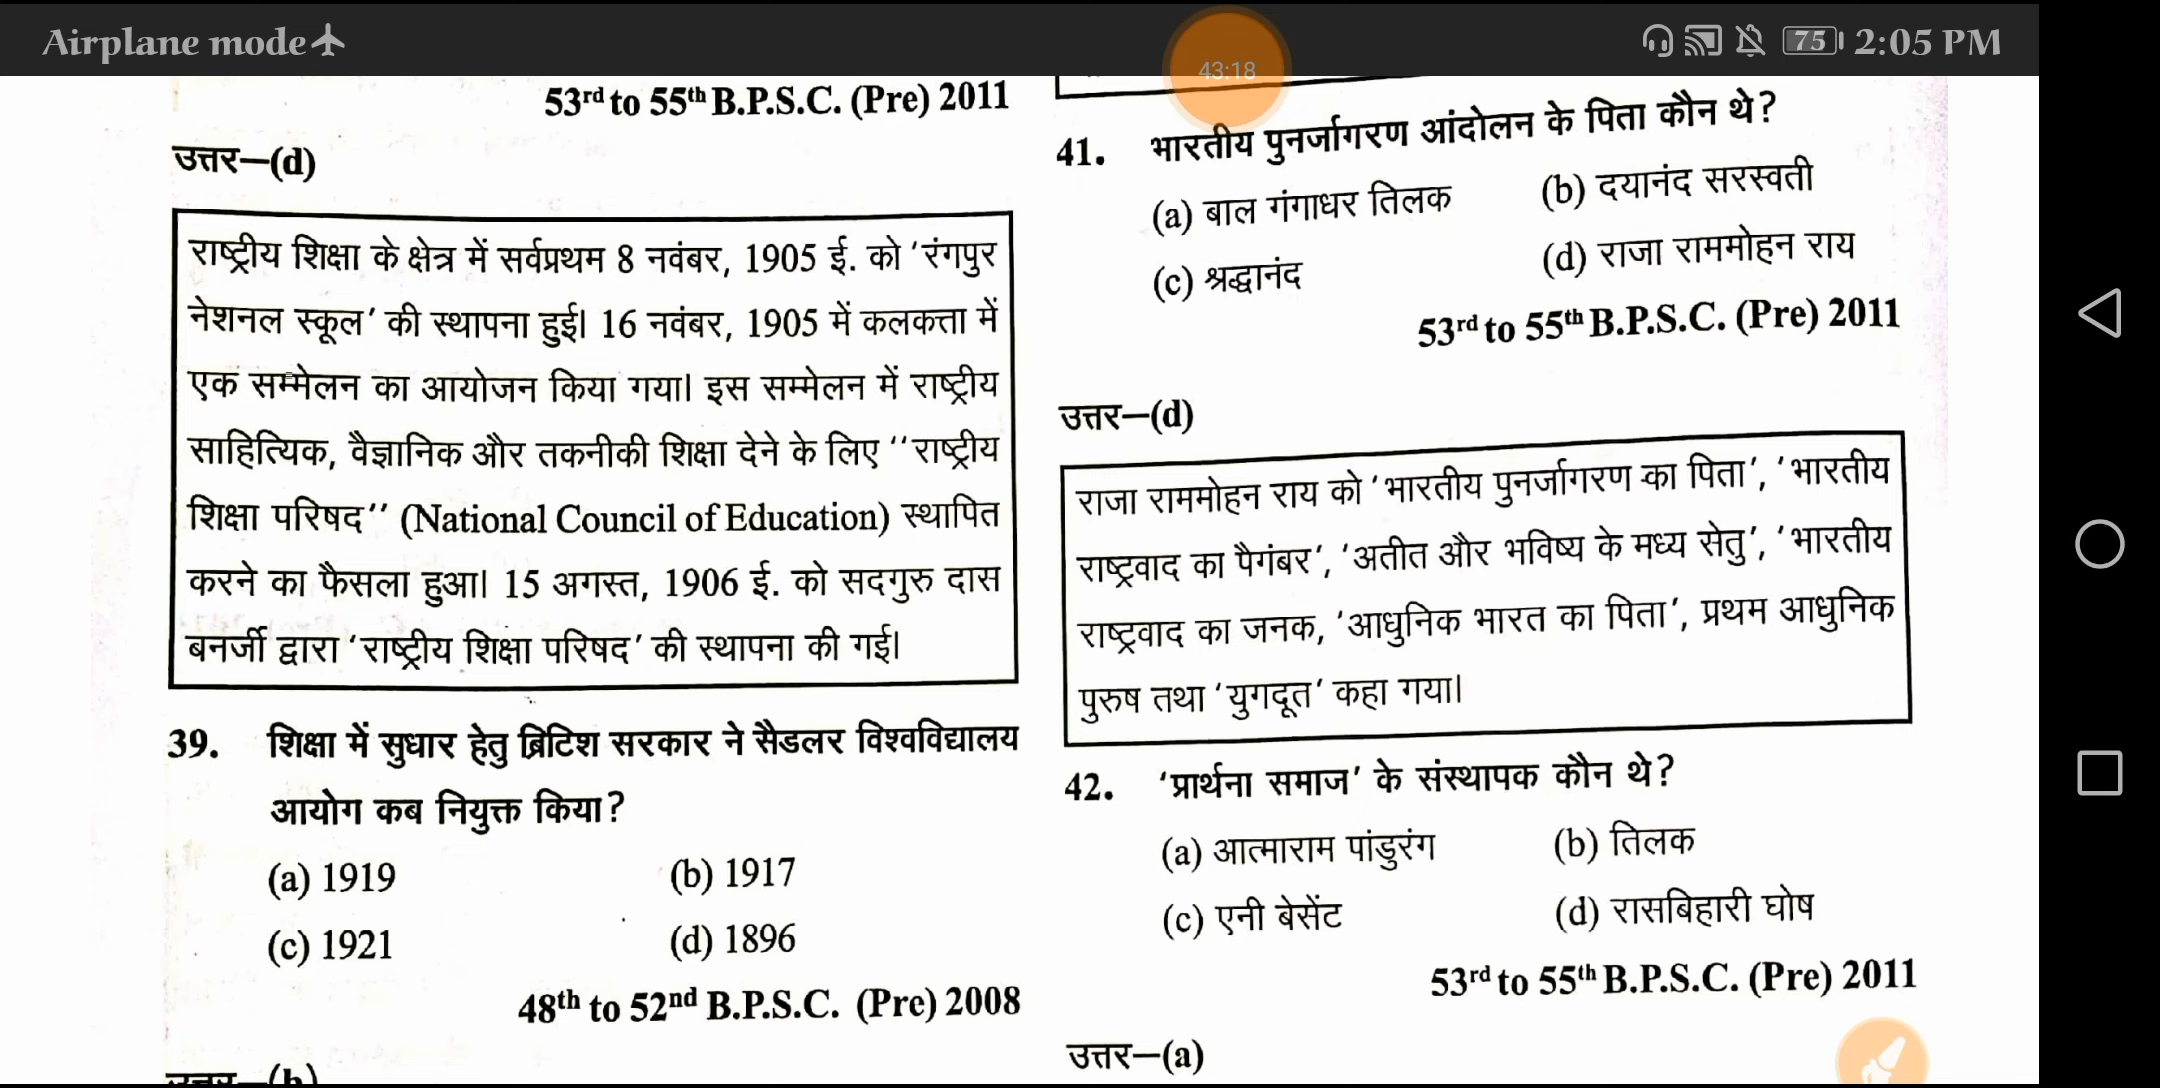 Airplane mode
75 2:05 PM
43:18
53rd to 55th B.P.S.C. (Pre) 2011
उत्तर–(d)
राष्ट्रीय शिक्षा के क्षेत्र में सर्वप्रथम 8 नवंबर, 1905 ई. को 'रंगपुर
नेशनल स्कूल' की स्थापना हुई। 16 नवंबर, 1905 में कलकत्ता में
एक सम्मेलन का आयोजन किया गया। इस सम्मेलन में राष्ट्रीय
साहित्यिक, वैज्ञानिक और तकनीकी शिक्षा देने के लिए ''राष्ट्रीय
शिक्षा परिषद'' (National Council of Education) स्थापित
करने का फैसला हुआ। 15 अगस्त, 1906 ई. को सदगुरु दास
बनर्जी द्वारा 'राष्ट्रीय शिक्षा परिषद' की स्थापना की गई।
39. शिक्षा में सुधार हेतु ब्रिटिश सरकार ने सैडलर विश्वविद्यालय
आयोग कब नियुक्त किया?
(a) 1919 (b) 1917
(c) 1921 (d) 1896
48th to 52nd B.P.S.C. (Pre) 2008
उत्तर–(b)
41. भारतीय पुनर्जागरण आंदोलन के पिता कौन थे?
(a) बाल गंगाधर तिलक (b) दयानंद सरस्वती
(c) श्रद्धानंद (d) राजा राममोहन राय
53rd to 55th B.P.S.C. (Pre) 2011
उत्तर–(d)
राजा राममोहन राय को 'भारतीय पुनर्जागरण का पिता', 'भारतीय
राष्ट्रवाद का पैगंबर', 'अतीत और भविष्य के मध्य सेतु', 'भारतीय
राष्ट्रवाद का जनक, 'आधुनिक भारत का पिता', प्रथम आधुनिक
पुरुष तथा 'युगदूत' कहा गया।
42. 'प्रार्थना समाज' के संस्थापक कौन थे?
(a) आत्माराम पांडुरंग (b) तिलक
(c) एनी बेसेंट (d) रासबिहारी घोष
53rd to 55th B.P.S.C. (Pre) 2011
उत्तर–(a)